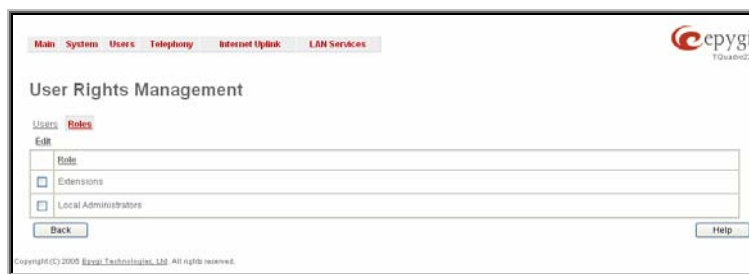 Main System Users Telephony Internet Uplink LAN Services
epygi
User Rights Management
Users Roles
Edit
Role
Extensions
Local Administrators
Back Help
Copyright (C) 2005 Epygi Technologies, Ltd. All rights reserved.